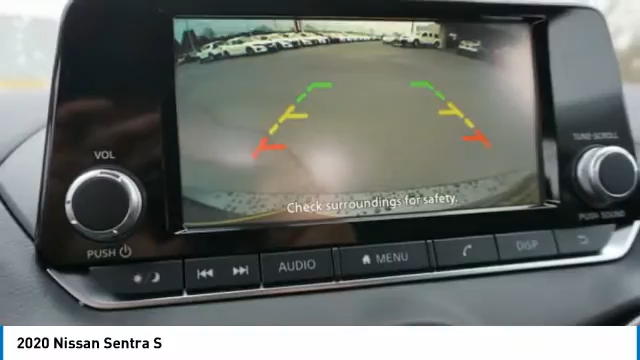 Check surroundings for safety.
VOL
PUSH
TUNE·SCROLL
PUSH SOUND
AUDIO
MENU
DISP
2020 Nissan Sentra S